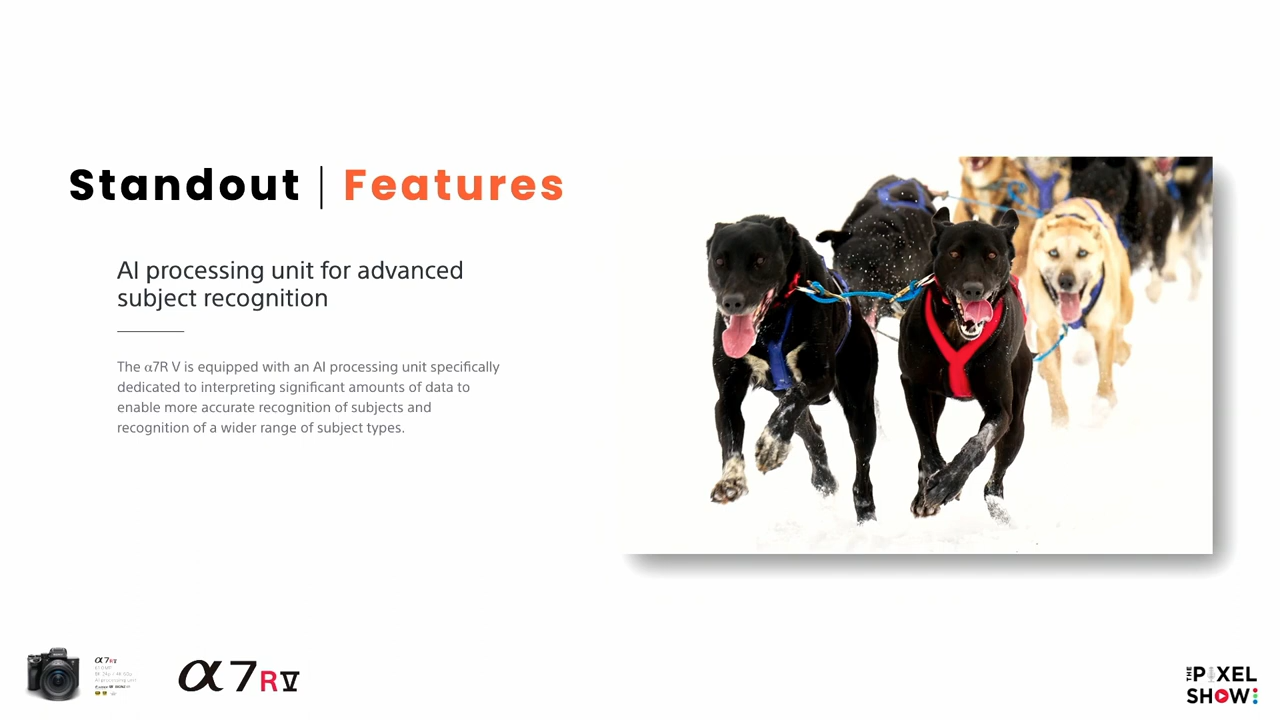 Standout | Features
AI processing unit for advanced
subject recognition
The α7R V is equipped with an AI processing unit specifically
dedicated to interpreting significant amounts of data to
enable more accurate recognition of subjects and
recognition of a wider range of subject types.
α7RV
α7RV
THE PIXEL
SHOW